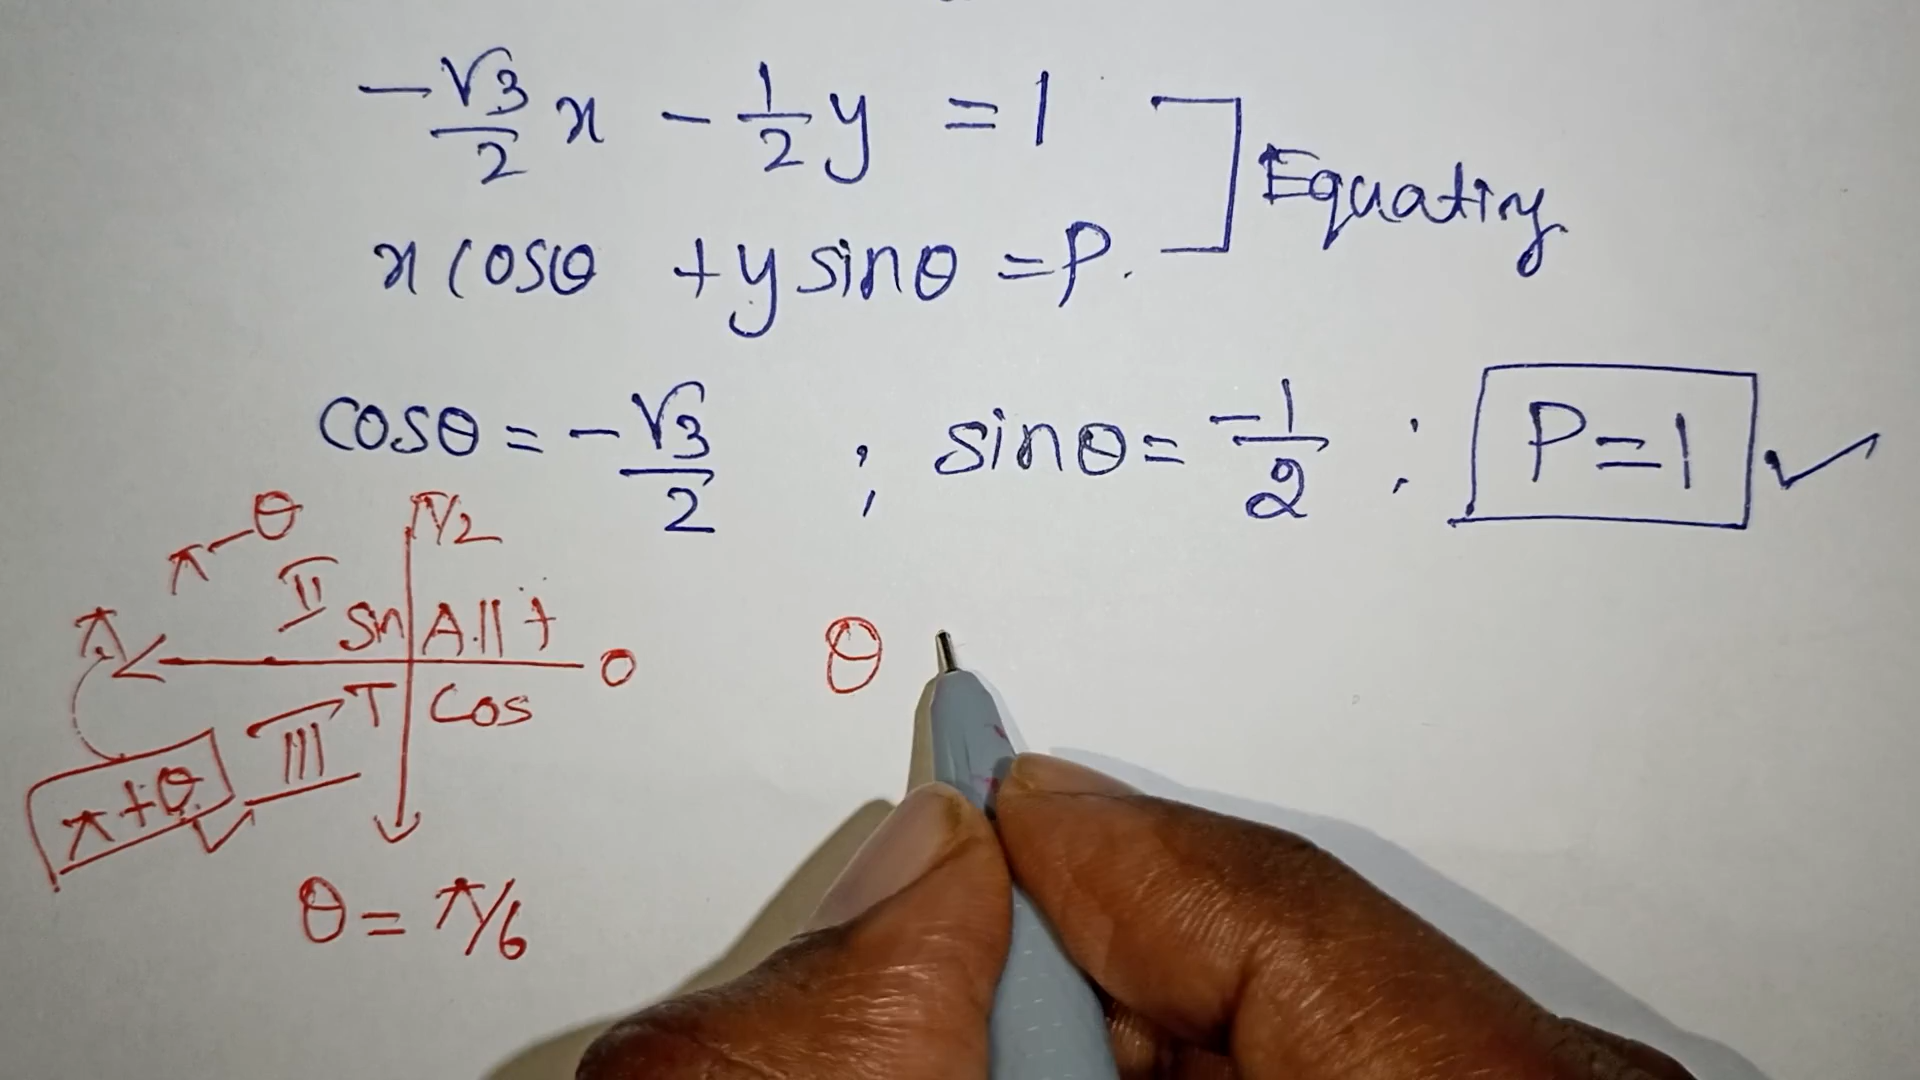 -√3/2 x - 1/2 y = 1
x cosθ + y sinθ = P.
Equating
cosθ = -√3/2 ; sinθ = -1/2 ; P=1 ✓
π-θ
π/2
II
Sin All +
π
0
III T Cos
π+θ ✓
θ
θ = π/6